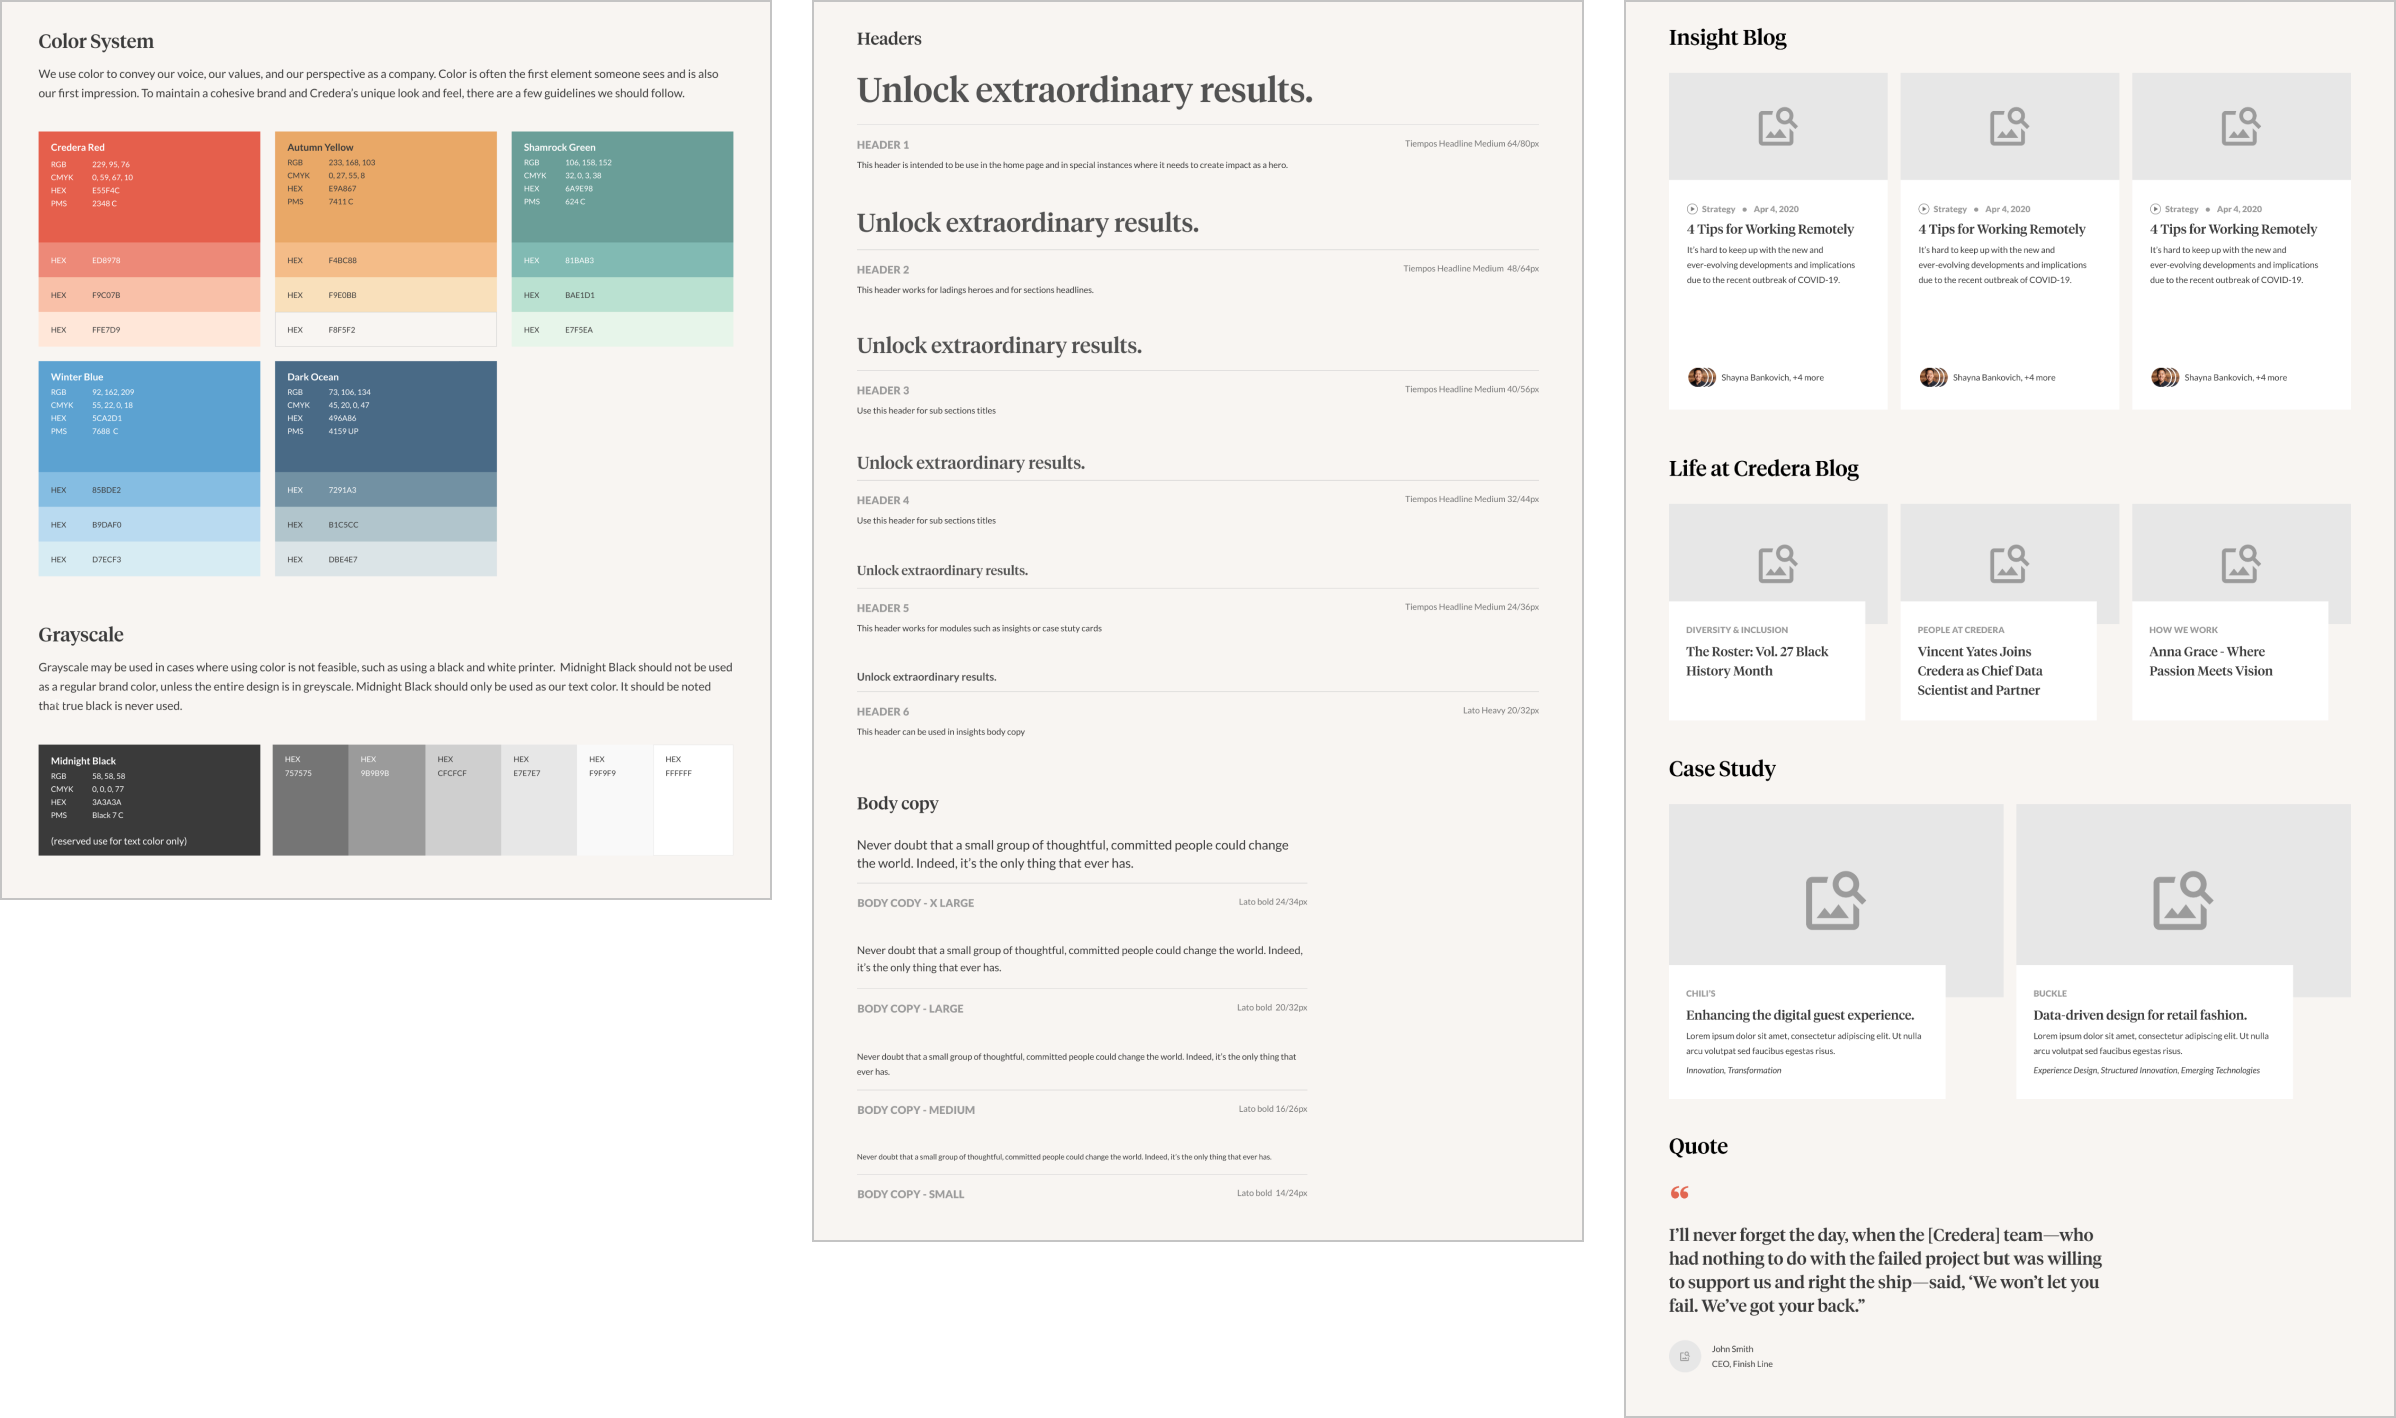 Color System
We use color to convey our voice, our values, and our perspective as a company. Color is often the first element someone sees and is also
our first impression. To maintain a cohesive brand and Credera's unique look and feel, there are a few guidelines we should follow.
Credera Red
RGB 229, 95, 76
CMYK 0, 59, 67, 10
HEX E55F4C
PMS 2348 C
HEX ED8978
HEX F9C07B
HEX FFE7D9
Autumn Yellow
RGB 233, 168, 103
CMYK 0, 27, 55, 8
HEX E9A867
PMS 7411 C
HEX F4BC88
HEX F9E0BB
HEX F8F5F2
Shamrock Green
RGB 106, 158, 152
CMYK 32, 0, 3, 38
HEX 6A9E98
PMS 624 C
HEX 81BAB3
HEX BAE1D1
HEX E7F5EA
Winter Blue
RGB 92, 162, 209
CMYK 55, 22, 0, 18
HEX 5CA2D1
PMS 7688 C
HEX 85BDE2
HEX B9DAF0
HEX D7ECF3
Dark Ocean
RGB 73, 106, 134
CMYK 45, 20, 0, 47
HEX 496A86
PMS 4159 UP
HEX 7291A3
HEX B1C5CC
HEX DBE4E7
Grayscale
Grayscale may be used in cases where using color is not feasible, such as using a black and white printer. Midnight Black should not be used
as a regular brand color, unless the entire design is in greyscale. Midnight Black should only be used as our text color. It should be noted
that true black is never used.
Midnight Black
RGB 58, 58, 58
CMYK 0, 0, 0, 77
HEX 3A3A3A
PMS Black 7 C
(reserved use for text color only)
HEX
757575
HEX
9B9B9B
HEX
CFCFCF
HEX
E7E7E7
HEX
F9F9F9
HEX
FFFFFF
Headers
Unlock extraordinary results.
HEADER 1 Tiempos Headline Medium 64/80px
This header is intended to be use in the home page and in special instances where it needs to create impact as a hero.
Unlock extraordinary results.
HEADER 2 Tiempos Headline Medium 48/64px
This header works for ladings heroes and for sections headlines.
Unlock extraordinary results.
HEADER 3 Tiempos Headline Medium 40/56px
Use this header for sub sections titles
Unlock extraordinary results.
HEADER 4 Tiempos Headline Medium 32/44px
Use this header for sub sections titles
Unlock extraordinary results.
HEADER 5 Tiempos Headline Medium 24/36px
This header works for modules such as insights or case stuty cards
Unlock extraordinary results.
HEADER 6 Lato Heavy 20/32px
This header can be used in insights body copy
Body copy
Never doubt that a small group of thoughtful, committed people could change
the world. Indeed, it's the only thing that ever has.
BODY CODY - X LARGE Lato bold 24/34px
Never doubt that a small group of thoughtful, committed people could change the world. Indeed,
it's the only thing that ever has.
BODY COPY - LARGE Lato bold 20/32px
Never doubt that a small group of thoughtful, committed people could change the world. Indeed, it's the only thing that
ever has.
BODY COPY - MEDIUM Lato bold 16/26px
Never doubt that a small group of thoughtful, committed people could change the world. Indeed, it's the only thing that ever has.
BODY COPY - SMALL Lato bold 14/24px
Insight Blog
Strategy • Apr 4, 2020
4 Tips for Working Remotely
It's hard to keep up with the new and
ever-evolving developments and implications
due to the recent outbreak of COVID-19.
Shayna Bankovich, +4 more
Strategy • Apr 4, 2020
4 Tips for Working Remotely
It's hard to keep up with the new and
ever-evolving developments and implications
due to the recent outbreak of COVID-19.
Shayna Bankovich, +4 more
Strategy • Apr 4, 2020
4 Tips for Working Remotely
It's hard to keep up with the new and
ever-evolving developments and implications
due to the recent outbreak of COVID-19.
Shayna Bankovich, +4 more
Life at Credera Blog
DIVERSITY & INCLUSION
The Roster: Vol. 27 Black
History Month
PEOPLE AT CREDERA
Vincent Yates Joins
Credera as Chief Data
Scientist and Partner
HOW WE WORK
Anna Grace - Where
Passion Meets Vision
Case Study
CHILI'S
Enhancing the digital guest experience.
Lorem ipsum dolor sit amet, consectetur adipiscing elit. Ut nulla
arcu volutpat sed faucibus egestas risus.
Innovation, Transformation
BUCKLE
Data-driven design for retail fashion.
Lorem ipsum dolor sit amet, consectetur adipiscing elit. Ut nulla
arcu volutpat sed faucibus egestas risus.
Experience Design, Structured Innovation, Emerging Technologies
Quote
“
I'll never forget the day, when the [Credera] team—who
had nothing to do with the failed project but was willing
to support us and right the ship—said, ‘We won't let you
fail. We've got your back.”
John Smith
CEO, Finish Line